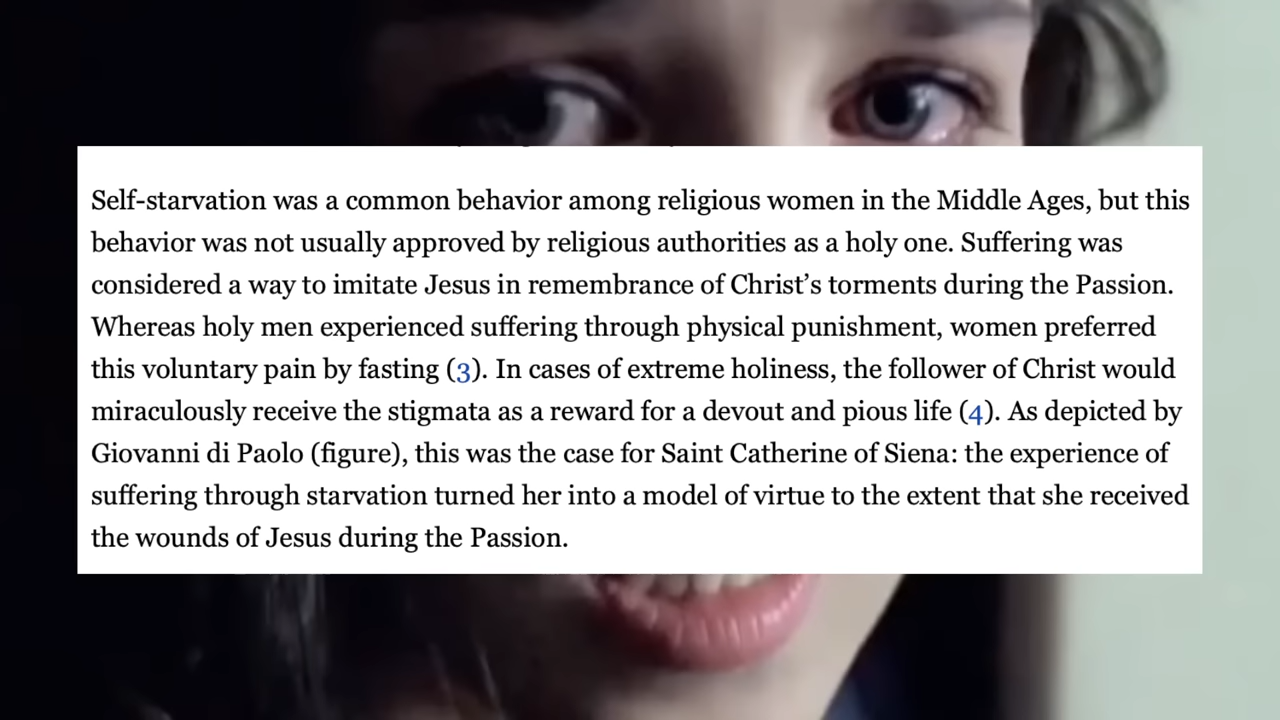 Self-starvation was a common behavior among religious women in the Middle Ages, but this
behavior was not usually approved by religious authorities as a holy one. Suffering was
considered a way to imitate Jesus in remembrance of Christ’s torments during the Passion.
Whereas holy men experienced suffering through physical punishment, women preferred
this voluntary pain by fasting (3). In cases of extreme holiness, the follower of Christ would
miraculously receive the stigmata as a reward for a devout and pious life (4). As depicted by
Giovanni di Paolo (figure), this was the case for Saint Catherine of Siena: the experience of
suffering through starvation turned her into a model of virtue to the extent that she received
the wounds of Jesus during the Passion.